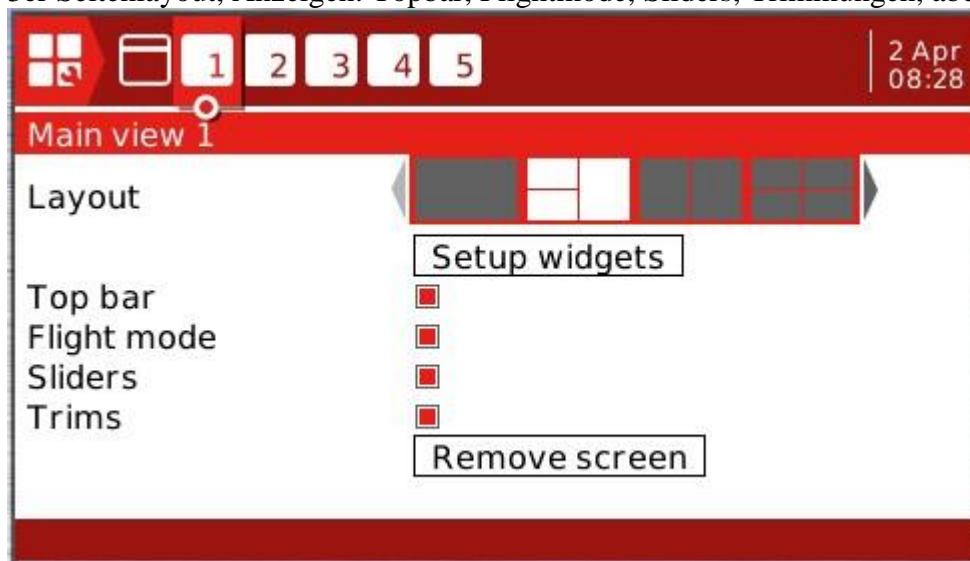 1 2 3 4 5
2 Apr
08:28
Main view 1
Layout
Setup widgets
Top bar
Flight mode
Sliders
Trims
Remove screen